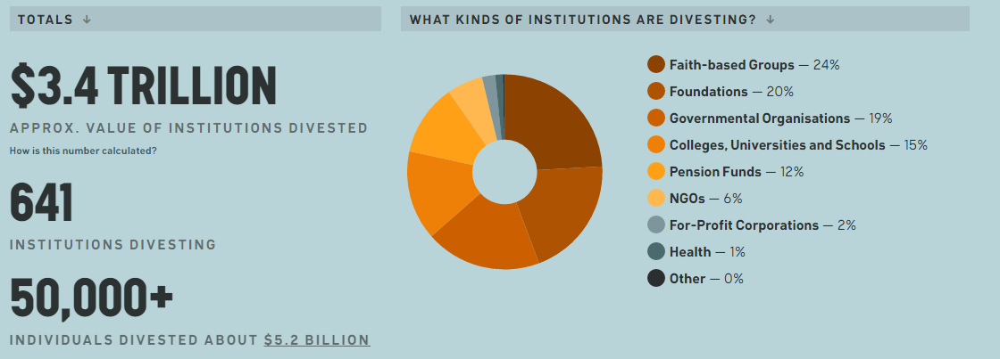 TOTALS ↓
$3.4 TRILLION
APPROX. VALUE OF INSTITUTIONS DIVESTED
How is this number calculated?
641
INSTITUTIONS DIVESTING
50,000+
INDIVIDUALS DIVESTED ABOUT $5.2 BILLION
WHAT KINDS OF INSTITUTIONS ARE DIVESTING? ↓
Faith-based Groups — 24%
Foundations — 20%
Governmental Organisations — 19%
Colleges, Universities and Schools — 15%
Pension Funds — 12%
NGOs — 6%
For-Profit Corporations — 2%
Health — 1%
Other — 0%